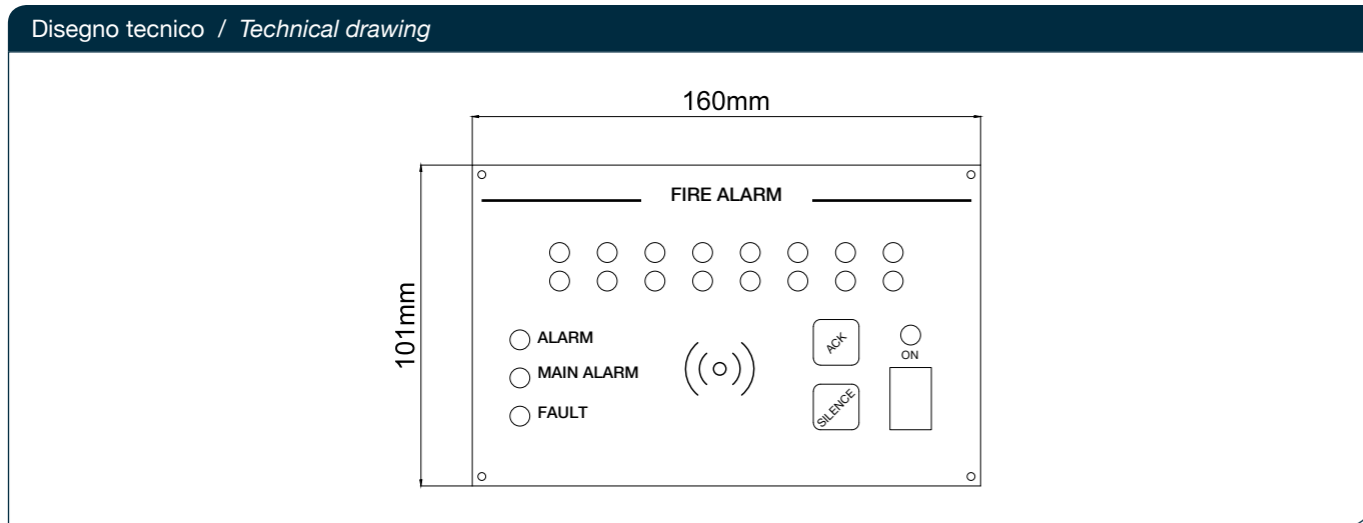 Disegno tecnico / Technical drawing
160mm
101mm
FIRE ALARM
ALARM
MAIN ALARM
FAULT
ACK
SILENCE
ON